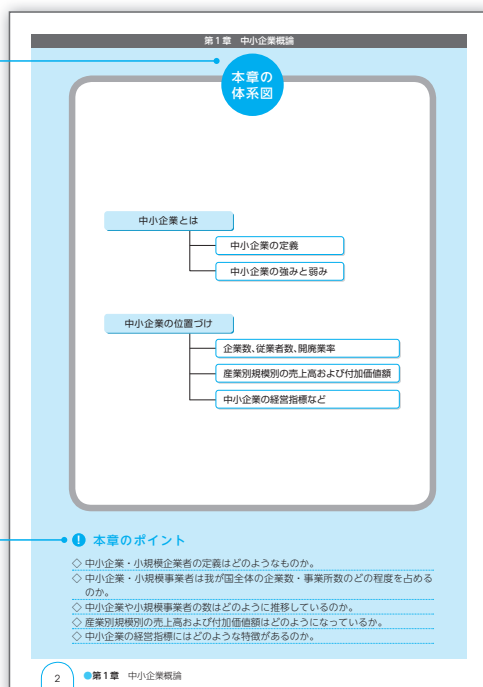 第1章 中小企業概論
本章の
体系図
中小企業とは
中小企業の定義
中小企業の強みと弱み
中小企業の位置づけ
企業数、従業者数、開廃業率
産業別規模別の売上高および付加価値額
中小企業の経営指標など
! 本章のポイント
◇ 中小企業・小規模企業者の定義はどのようなものか。
◇ 中小企業・小規模事業者は我が国全体の企業数・事業所数のどの程度を占める
のか。
◇ 中小企業や小規模事業者の数はどのように推移しているのか。
◇ 産業別規模別の売上高および付加価値額はどのようになっているか。
◇ 中小企業の経営指標にはどのような特徴があるのか。
2 ●第1章 中小企業概論